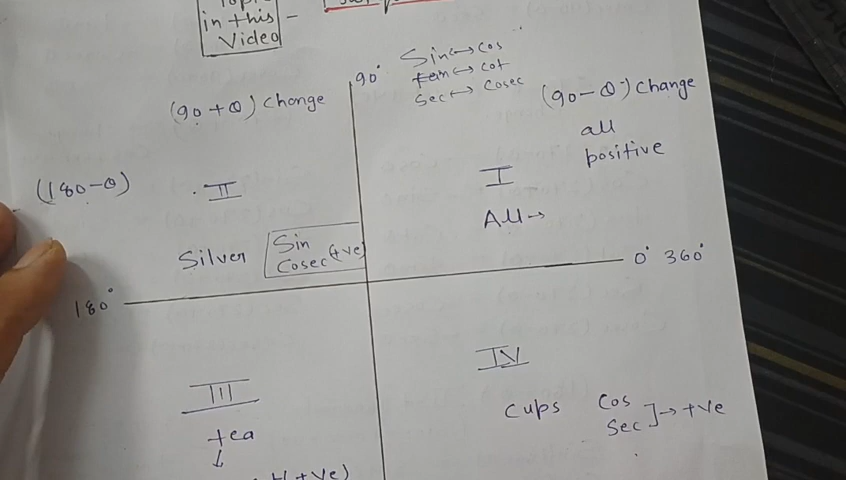 in this
Video
90°
Sin↔Cos
tan↔Cot
Sec↔Cosec
(90+θ) Change
(90-θ) Change
all
positive
(180-θ)
II
I
All→
Silver
Sin
Cosec (+ve)
0° 360°
180°
III
tea
↓
IV
Cups
Cos
Sec ]→+ve
(+ve)